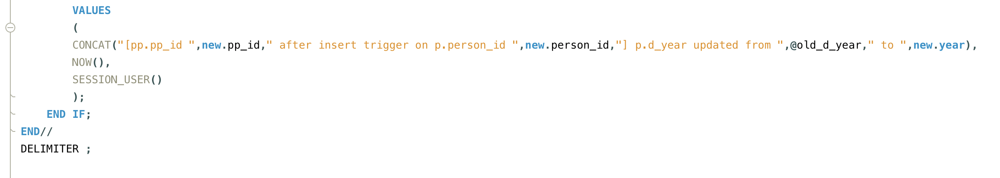 VALUES
(
CONCAT("[pp.pp_id ",new.pp_id," after insert trigger on p.person_id ",new.person_id,"] p.d_year updated from ",@old_d_year," to ",new.year),
NOW(),
SESSION_USER()
);
END IF;
END//
DELIMITER ;